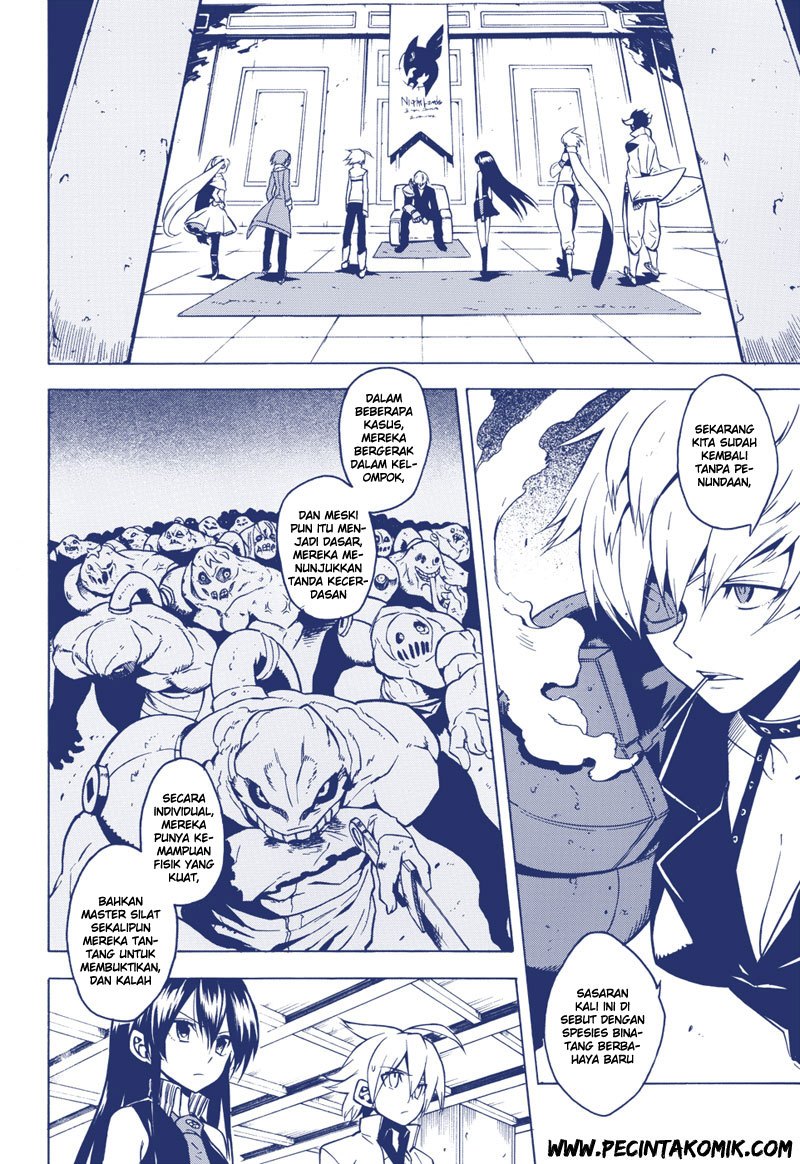 SEKARANG
KITA SUDAH
KEMBALI
TANPA PE-
NUNDAAN,
SASARAN
KALI INI DI
SEBUT DENGAN
SPESIES BINA-
TANG BERBA-
HAYA BARU
DALAM
BEBERAPA
KASUS,
MEREKA
BERGERAK
DALAM KEL-
OMPOK,
DAN MESKI
PUN ITU MEN-
JADI DASAR,
MEREKA ME-
NUNJUKKAN
TANDA KECER-
DASAN
SECARA
INDIVIDUAL,
MEREKA
PUNYA KE-
MAMPUAN
FISIK YANG
KUAT,
BAHKAN
MASTER SILAT
SEKALIPUN
MEREKA TAN-
TANG UNTUK
MEMBUKTIKAN,
DAN KALAH
WWW.PECINTAKOMIK.COM